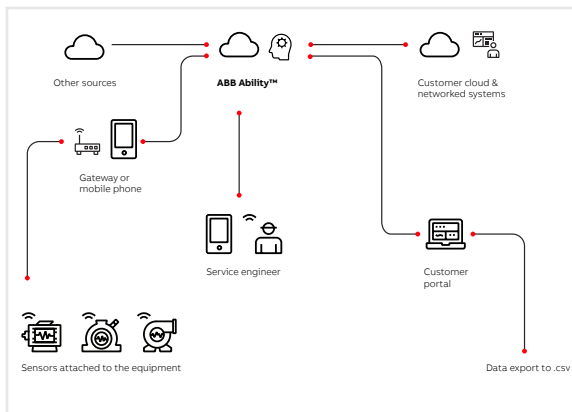 Other sources
ABB Ability™
Customer cloud &
networked systems
Gateway or
mobile phone
Service engineer
Customer
portal
Sensors attached to the equipment
Data export to .csv